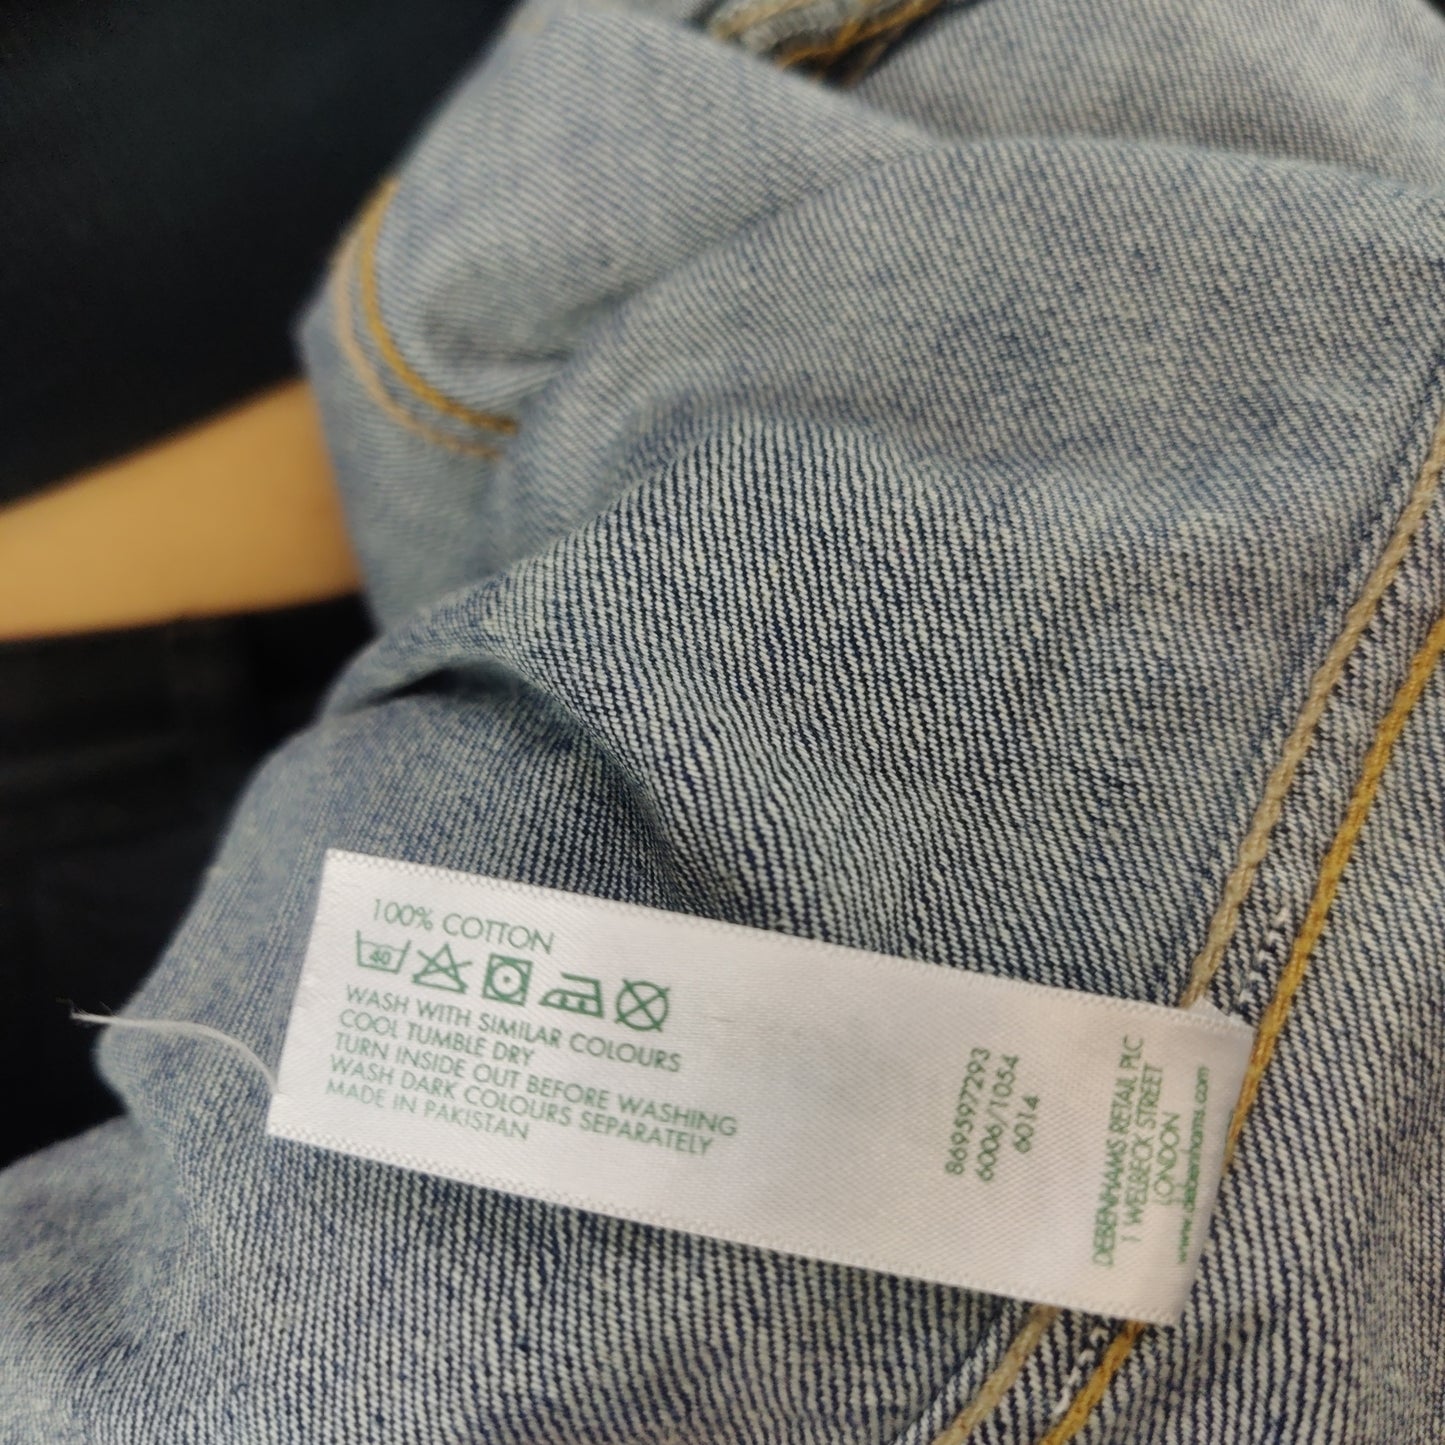 100% COTTON
40
WASH WITH SIMILAR COLOURS
COOL TUMBLE DRY
TURN INSIDE OUT BEFORE WASHING
WASH DARK COLOURS SEPARATELY
MADE IN PAKISTAN
869597293
6006/1054
6014
DEBENHAMS RETAIL PLC
1 WELBECK STREET
LONDON
www.debenhams.com